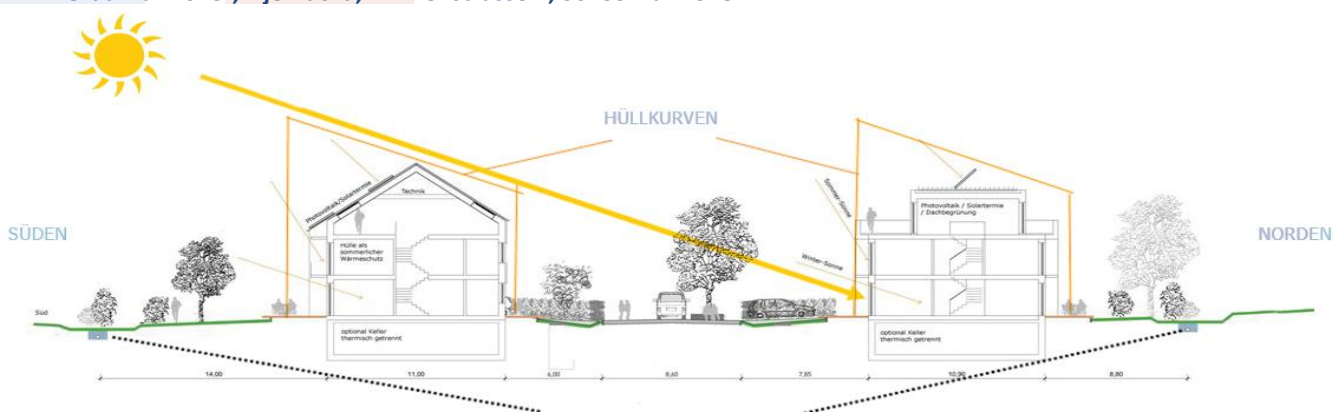 HÜLLKURVEN
SÜDEN
NORDEN
Süd
Photovoltaik/Solartermie
Technik
Hülle als
sommerlicher
Wärmeschutz
optional Keller
thermisch getrennt
Sommer-Sonne
Winter-Sonne
Photovoltaik / Solartermie
/ Dachbegrünung
optional Keller
thermisch getrennt
14,00
11,00
6,00
8,60
7,85
10,90
8,80